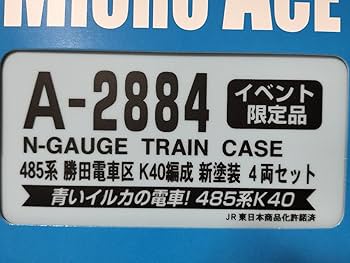 MICRO ACE
A-2884
イベント
限定品
N-GAUGE TRAIN CASE
485系 勝田電車区 K40編成 新塗装 4両セット
青いイルカの電車! 485系K40
JR東日本商品化許諾済